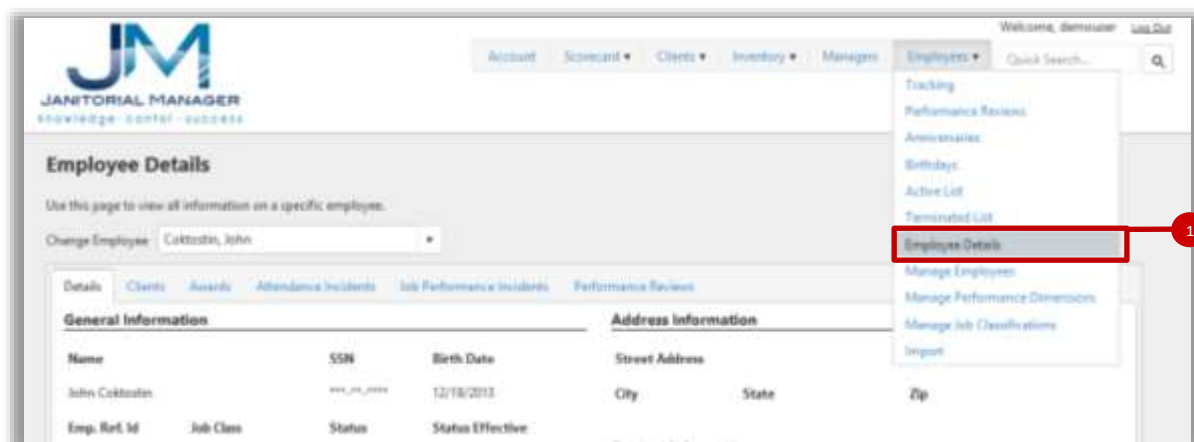 Welcome, demouser Log Out
Account Scorecard Clients Inventory Managers Employees Quick Search...
JM
JANITORIAL MANAGER
knowledge-contol-success
Tracking
Performance Reviews
Anniversaries
Birthdays
Active List
Terminated List
Employee Details
Manage Employees
Manage Performance Dimensions
Manage Job Classifications
Import
1
Employee Details
Use this page to view all information on a specific employee.
Change Employee Coktostin, John
Details Clients Awards Attendance Incidents Job Performance Incidents Performance Reviews
General Information Address Information
Name SSN Birth Date Street Address
John Coktostin ***-**-**** 12/18/2013 City State Zip
Emp. Ref. Id Job Class Status Status Effective